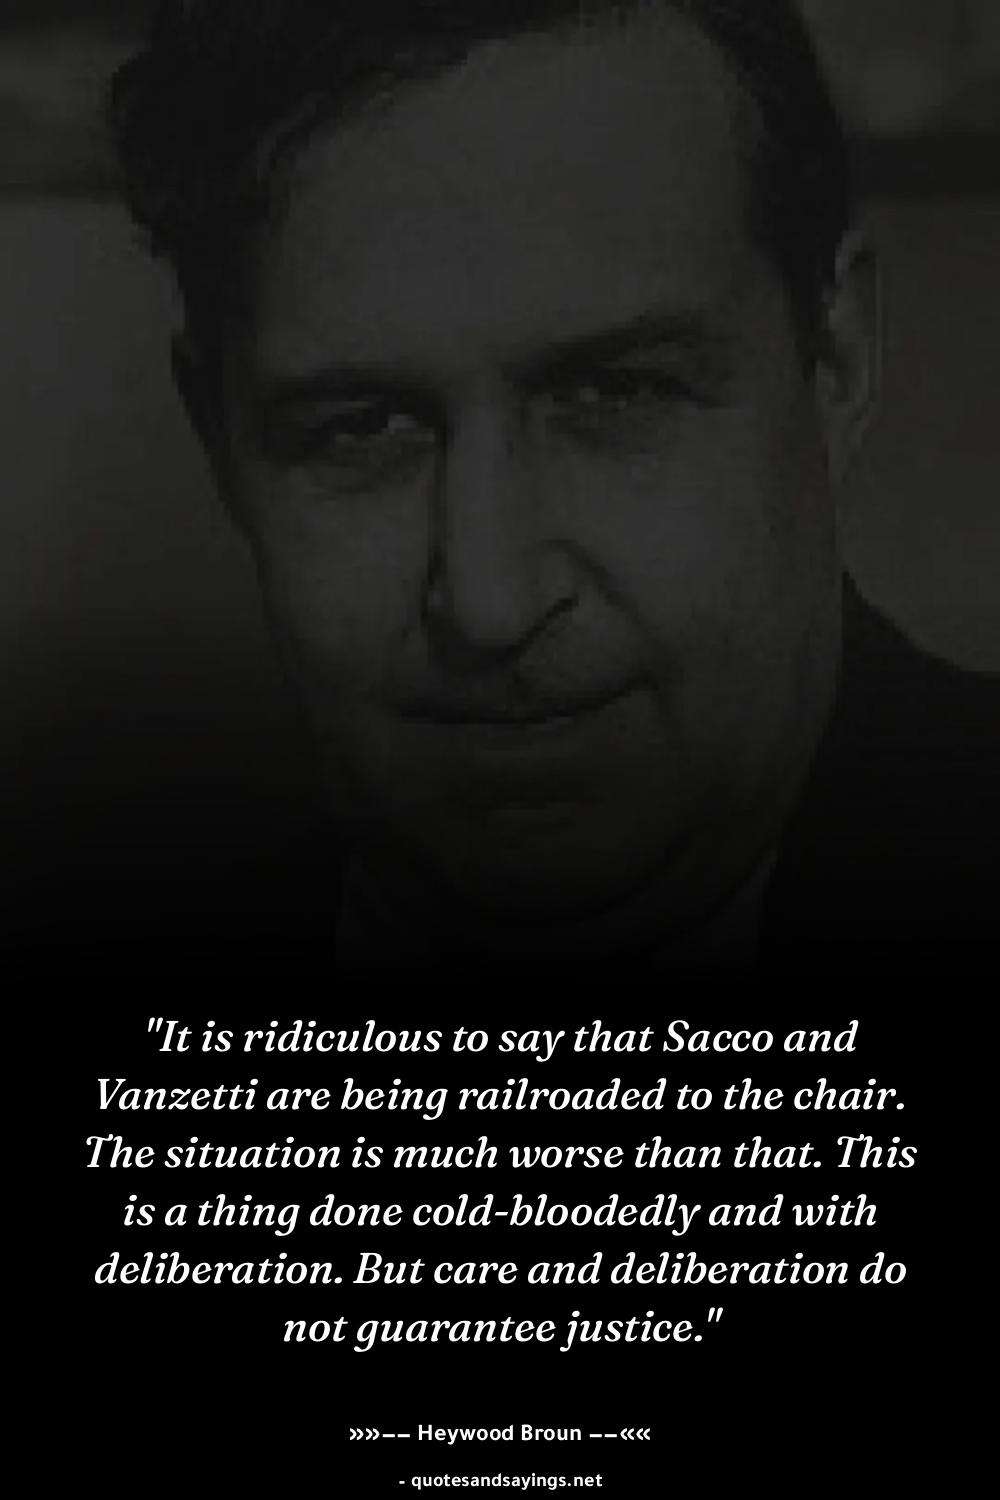 "It is ridiculous to say that Sacco and
Vanzetti are being railroaded to the chair.
The situation is much worse than that. This
is a thing done cold-bloodedly and with
deliberation. But care and deliberation do
not guarantee justice."
»»–– Heywood Broun ––««
- quotesandsayings.net